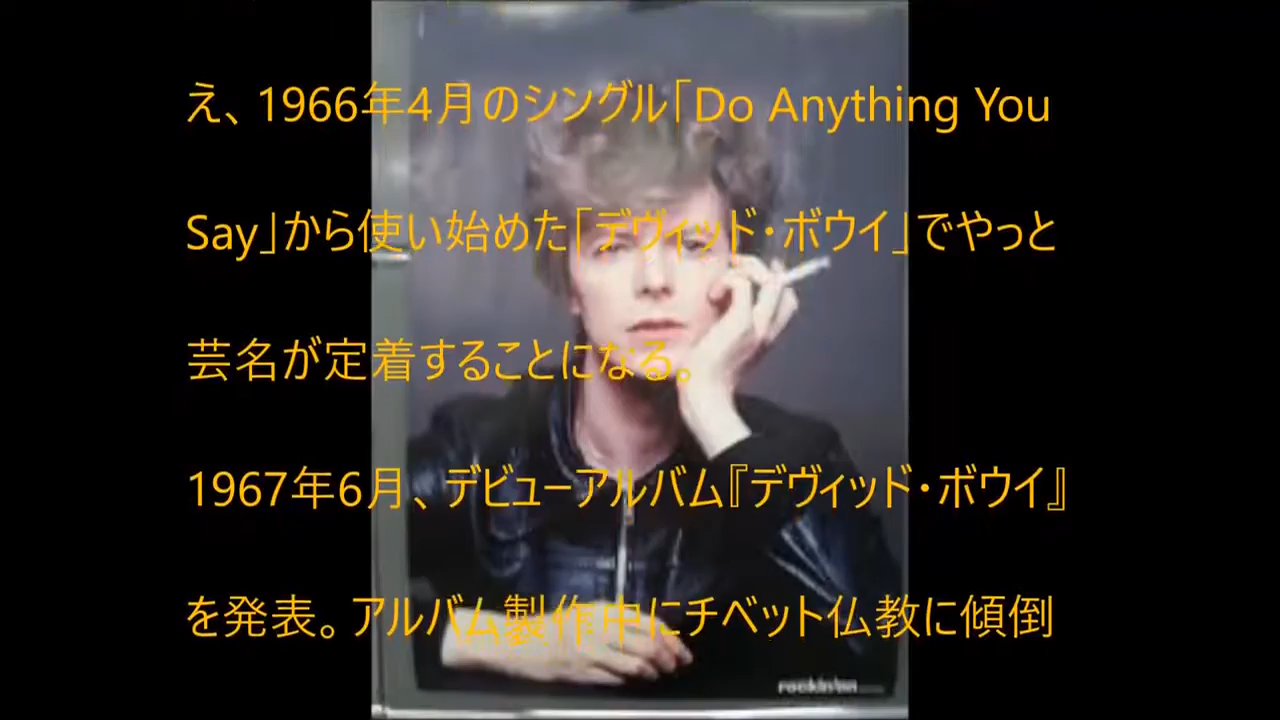 え、1966年4月のシングル「Do Anything You
Say」から使い始めた「デヴィッド・ボウイ」でやっと
芸名が定着することになる。
1967年6月、デビューアルバム『デヴィッド・ボウイ』
を発表。アルバム製作中にチベット仏教に傾倒
rockin'on